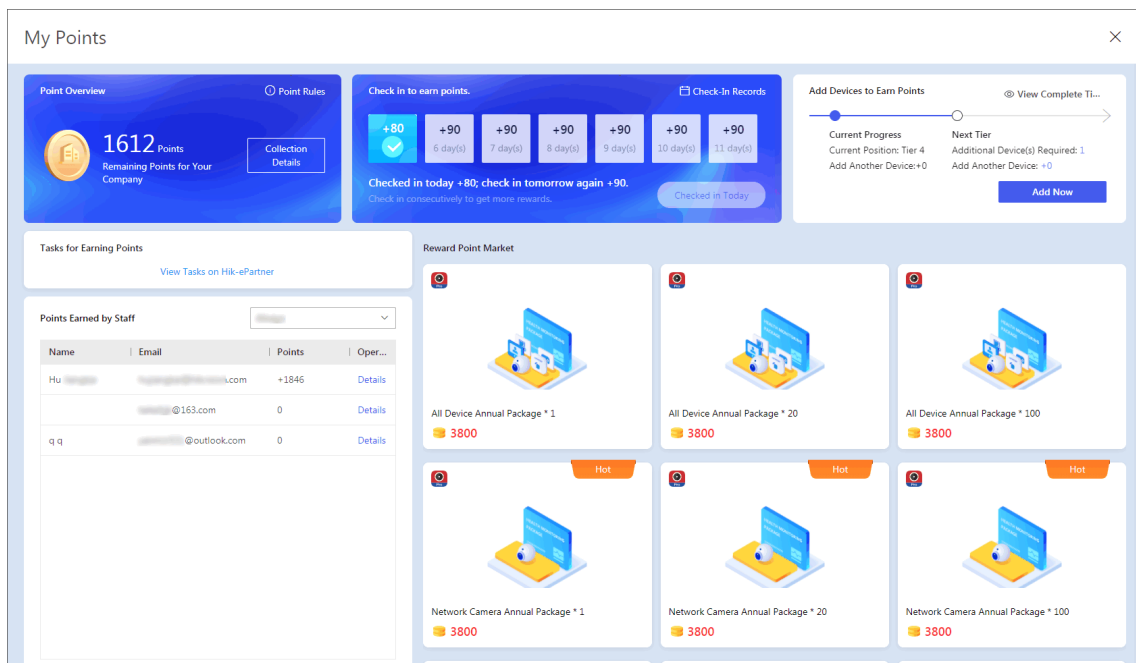 My Points
Point Overview
Point Rules
1612 Points
Remaining Points for Your
Company
Collection
Details
Check in to earn points.
Check-In Records
+80
+90
6 day(s)
+90
7 day(s)
+90
8 day(s)
+90
9 day(s)
+90
10 day(s)
+90
11 day(s)
Checked in today +80; check in tomorrow again +90.
Check in consecutively to get more rewards.
Checked in Today
Add Devices to Earn Points
View Complete Ti...
Current Progress
Current Position: Tier 4
Add Another Device:+0
Next Tier
Additional Device(s) Required: 1
Add Another Device: +0
Add Now
Tasks for Earning Points
View Tasks on Hik-ePartner
Points Earned by Staff
Name Email Points Oper...
Hu .com +1846 Details
@163.com 0 Details
q q @outlook.com 0 Details
Reward Point Market
All Device Annual Package * 1
3800
All Device Annual Package * 20
3800
All Device Annual Package * 100
3800
Hot
Network Camera Annual Package * 1
3800
Hot
Network Camera Annual Package * 20
3800
Hot
Network Camera Annual Package * 100
3800